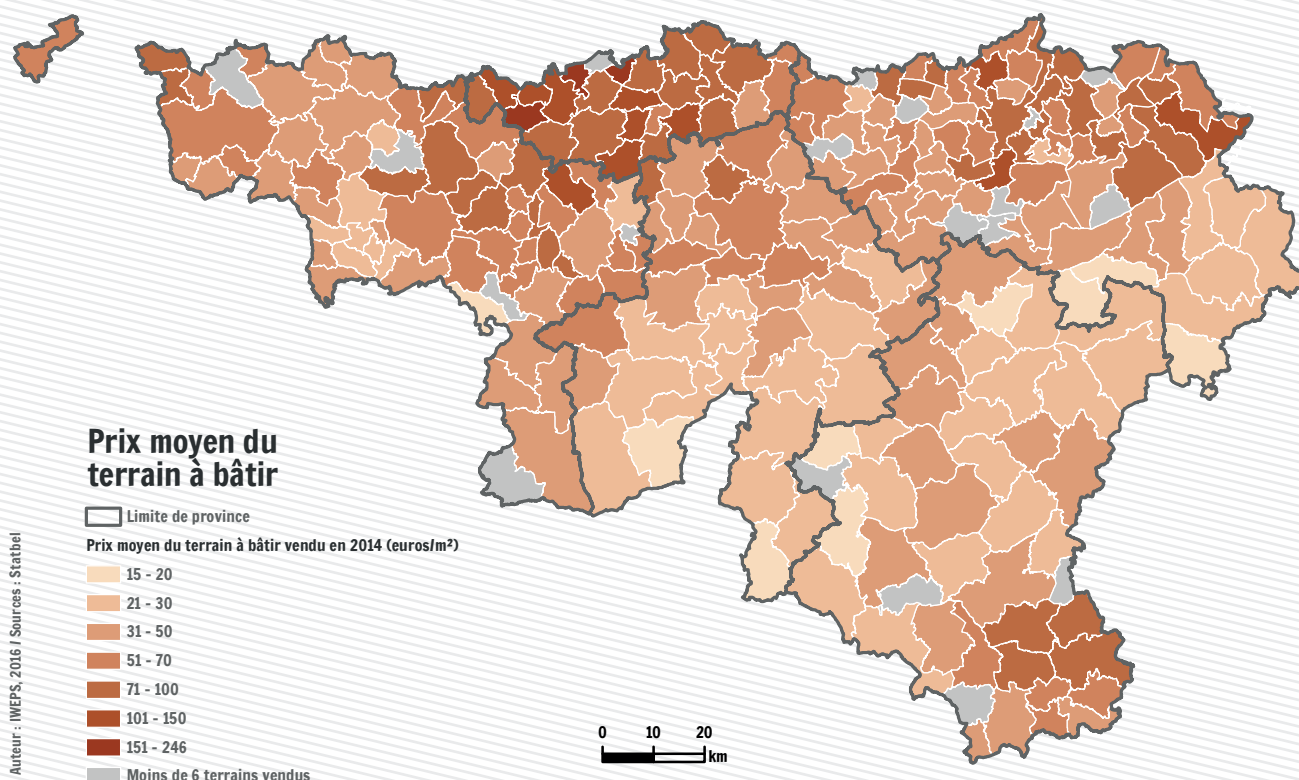 Prix moyen du
terrain à bâtir
Limite de province
Prix moyen du terrain à bâtir vendu en 2014 (euros/m²)
15 - 20
21 - 30
31 - 50
51 - 70
71 - 100
101 - 150
151 - 246
Moins de 6 terrains vendus
0 10 20
km
Auteur : IWEPS, 2016 / Sources : Statbel